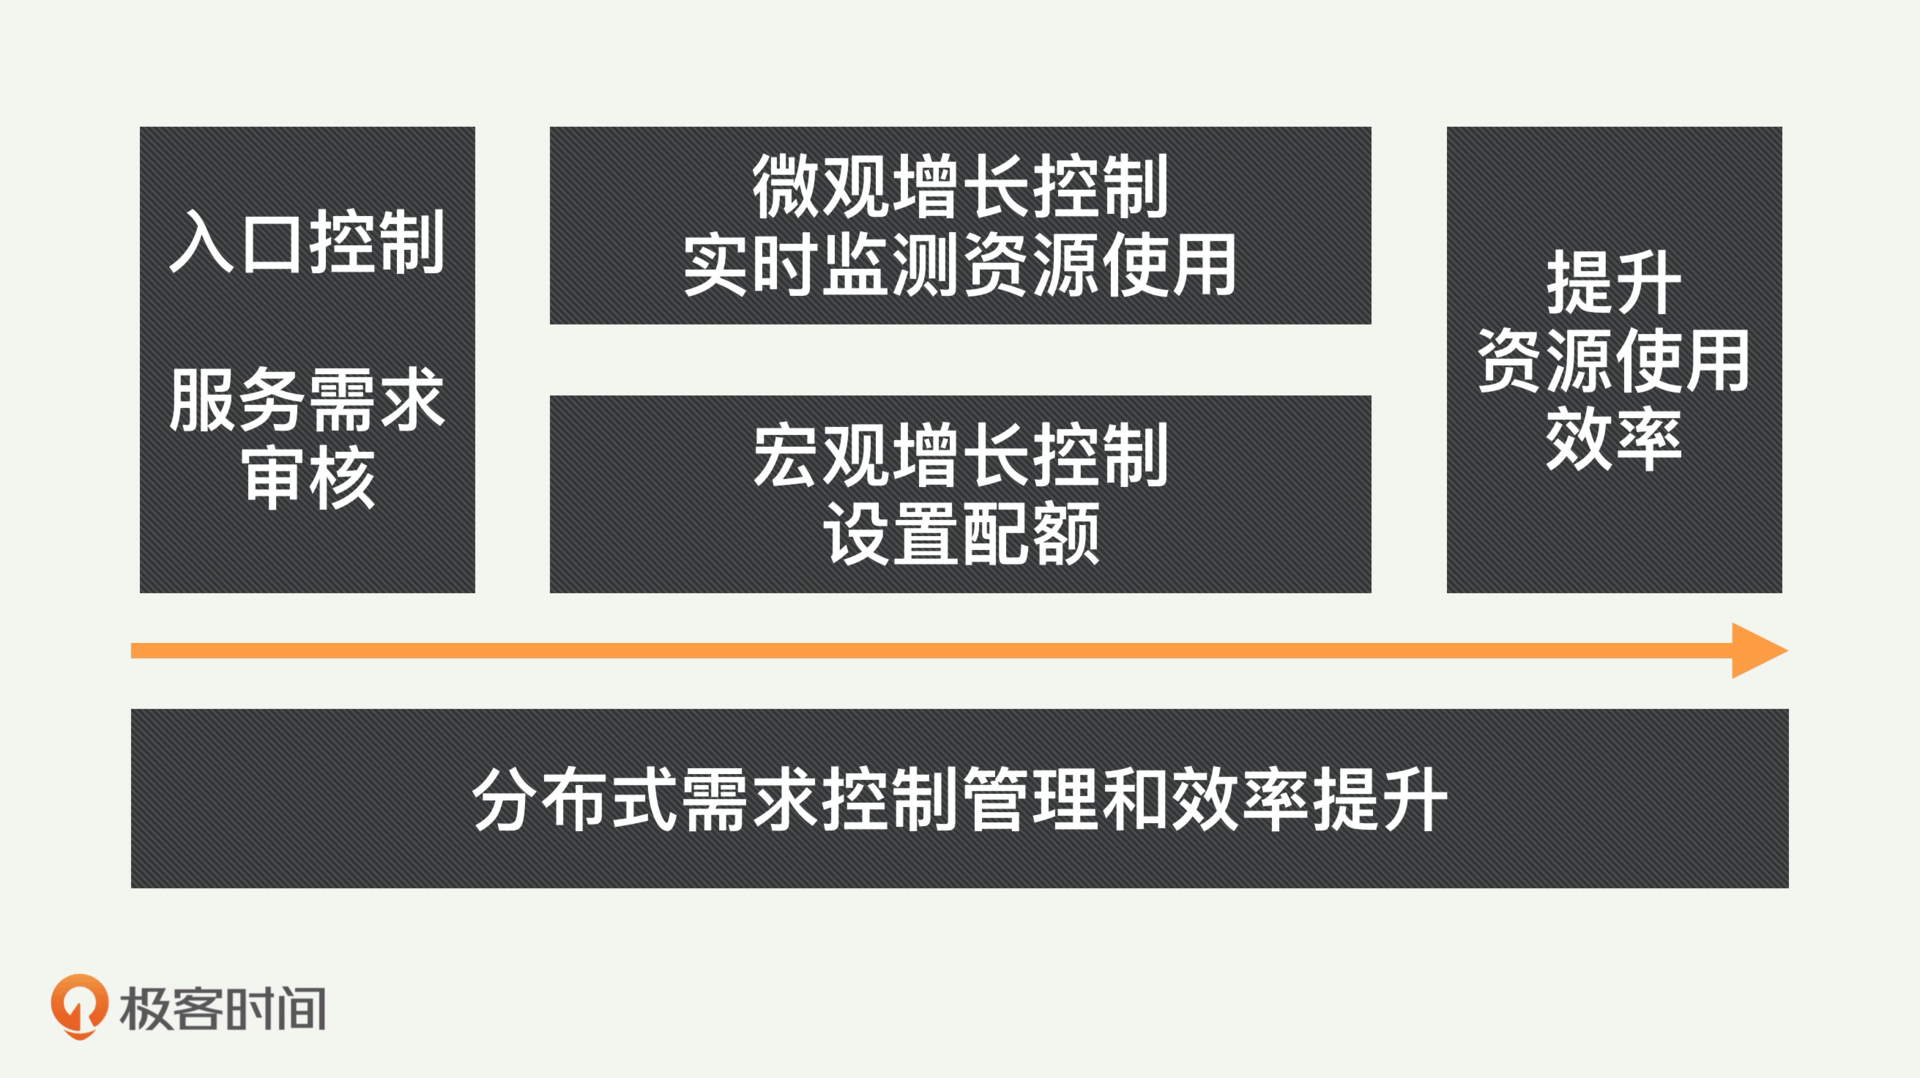 入口控制
服务需求
审核
微观增长控制
实时监测资源使用
宏观增长控制
设置配额
提升
资源使用
效率
分布式需求控制管理和效率提升
极客时间